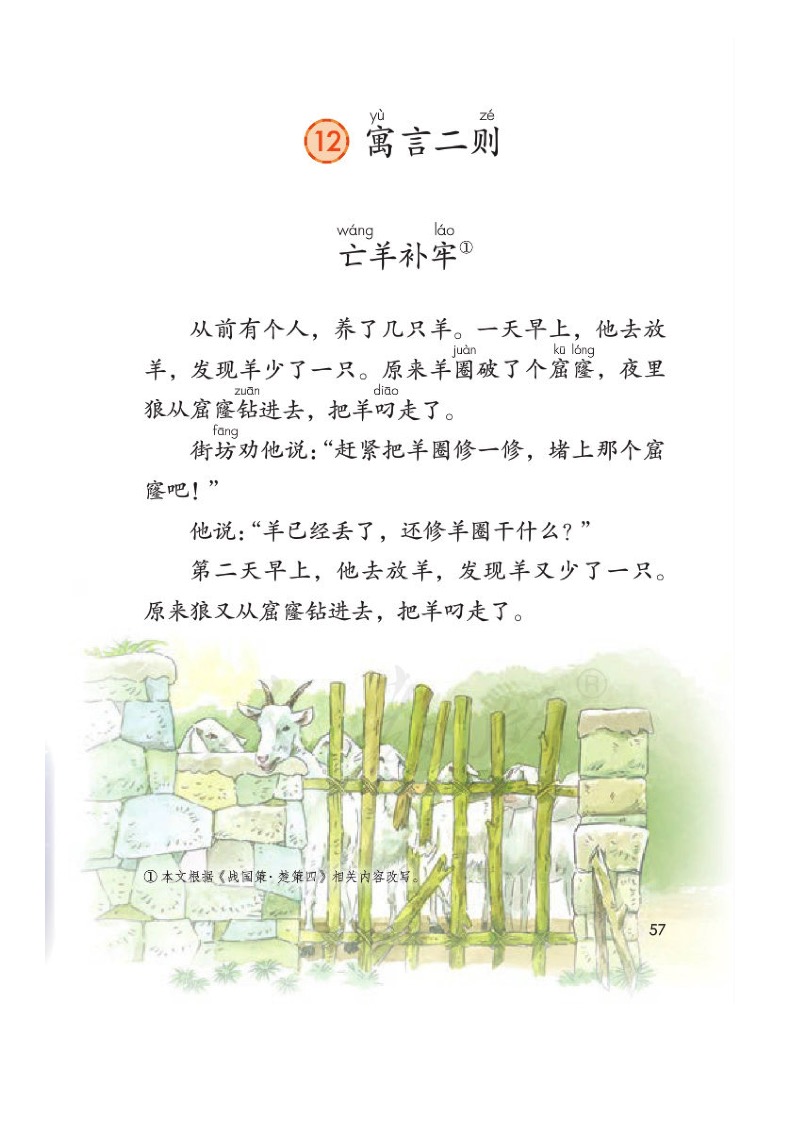 yù zé
12 寓言二则
wáng láo
亡羊补牢①
从前有个人，养了几只羊。一天早上，他去放
juàn kū lóng
羊，发现羊少了一只。原来羊圈破了个窟窿，夜里
zuān diāo
狼从窟窿钻进去，把羊叼走了。
fāng
街坊劝他说：“赶紧把羊圈修一修，堵上那个窟
窿吧！”
他说：“羊已经丢了，还修羊圈干什么？”
第二天早上，他去放羊，发现羊又少了一只。
原来狼又从窟窿钻进去，把羊叼走了。
®
① 本文根据《战国策·楚策四》相关内容改写。
57